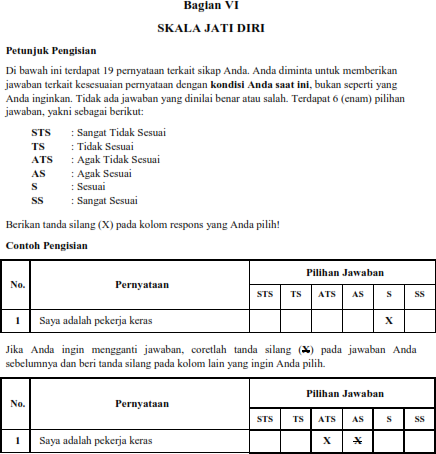 Bagian VI
SKALA JATI DIRI
Petunjuk Pengisian
Di bawah ini terdapat 19 pernyataan terkait sikap Anda. Anda diminta untuk memberikan
jawaban terkait kesesuaian pernyataan dengan kondisi Anda saat ini, bukan seperti yang
Anda inginkan. Tidak ada jawaban yang dinilai benar atau salah. Terdapat 6 (enam) pilihan
jawaban, yakni sebagai berikut:
STS : Sangat Tidak Sesuai
TS : Tidak Sesuai
ATS : Agak Tidak Sesuai
AS : Agak Sesuai
S : Sesuai
SS : Sangat Sesuai
Berikan tanda silang (X) pada kolom respons yang Anda pilih!
Contoh Pengisian
No. Pernyataan Pilihan Jawaban
STS TS ATS AS S SS
1 Saya adalah pekerja keras X
Jika Anda ingin mengganti jawaban, coretlah tanda silang (X) pada jawaban Anda
sebelumnya dan beri tanda silang pada kolom lain yang ingin Anda pilih.
No. Pernyataan Pilihan Jawaban
STS TS ATS AS S SS
1 Saya adalah pekerja keras X X